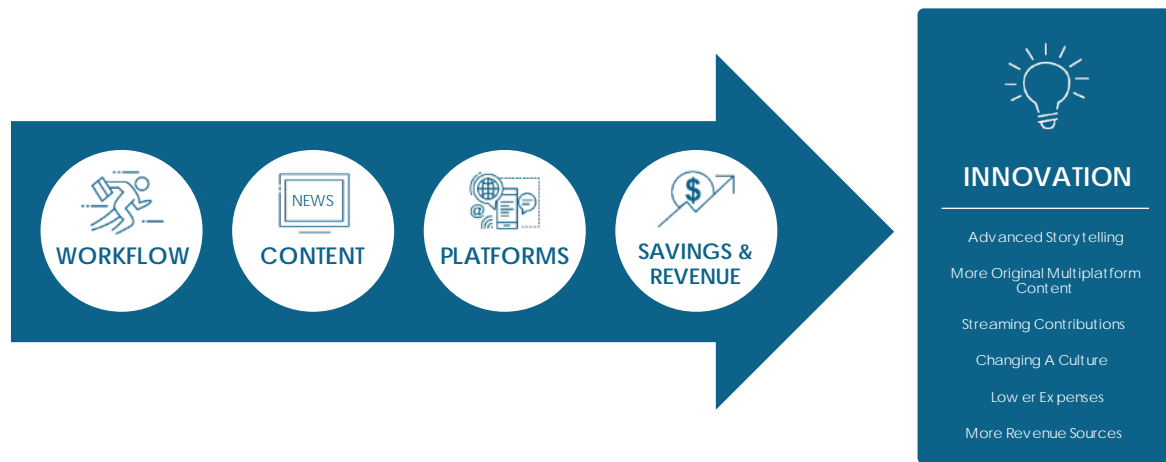 WORKFLOW
NEWS
CONTENT
@
PLATFORMS
$
SAVINGS &
REVENUE
INNOVATION
Advanced Storytelling
More Original Multiplatform
Content
Streaming Contributions
Changing A Culture
Lower Expenses
More Revenue Sources